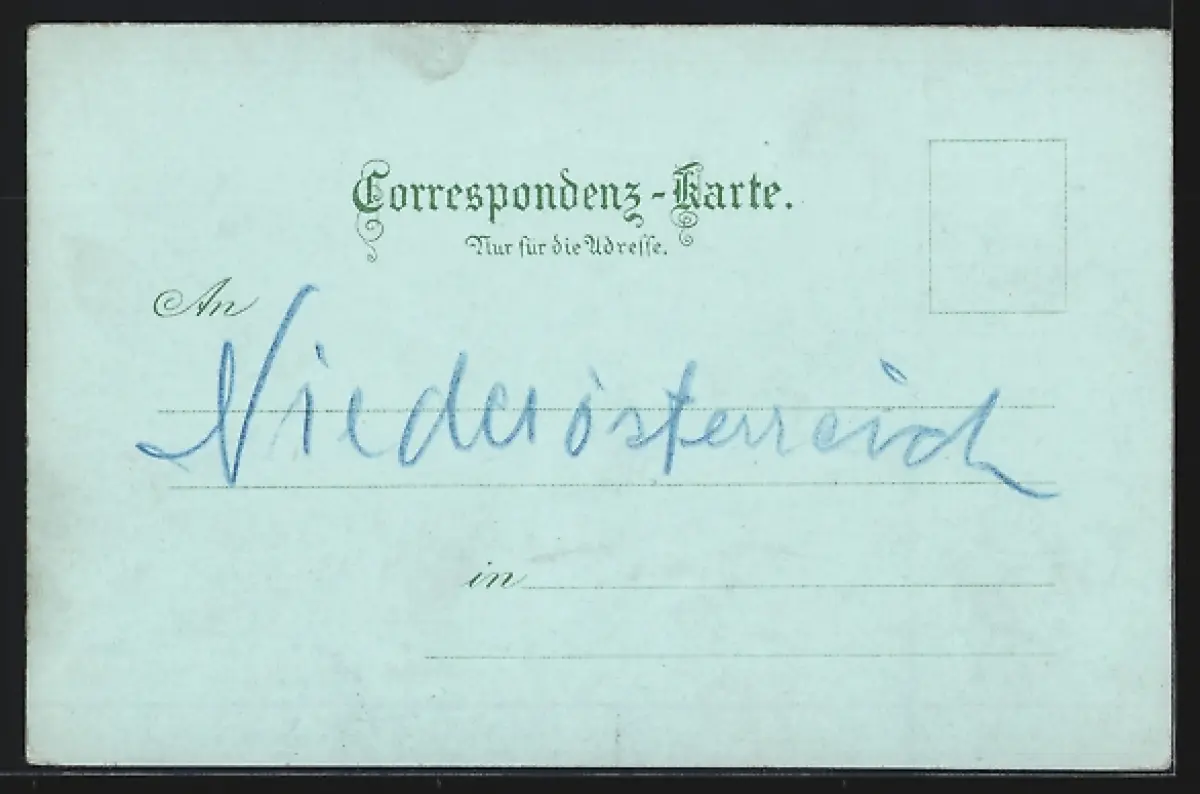 Correspondenz-Karte.
Nur für die Adresse.
An
Niederösterreich
in